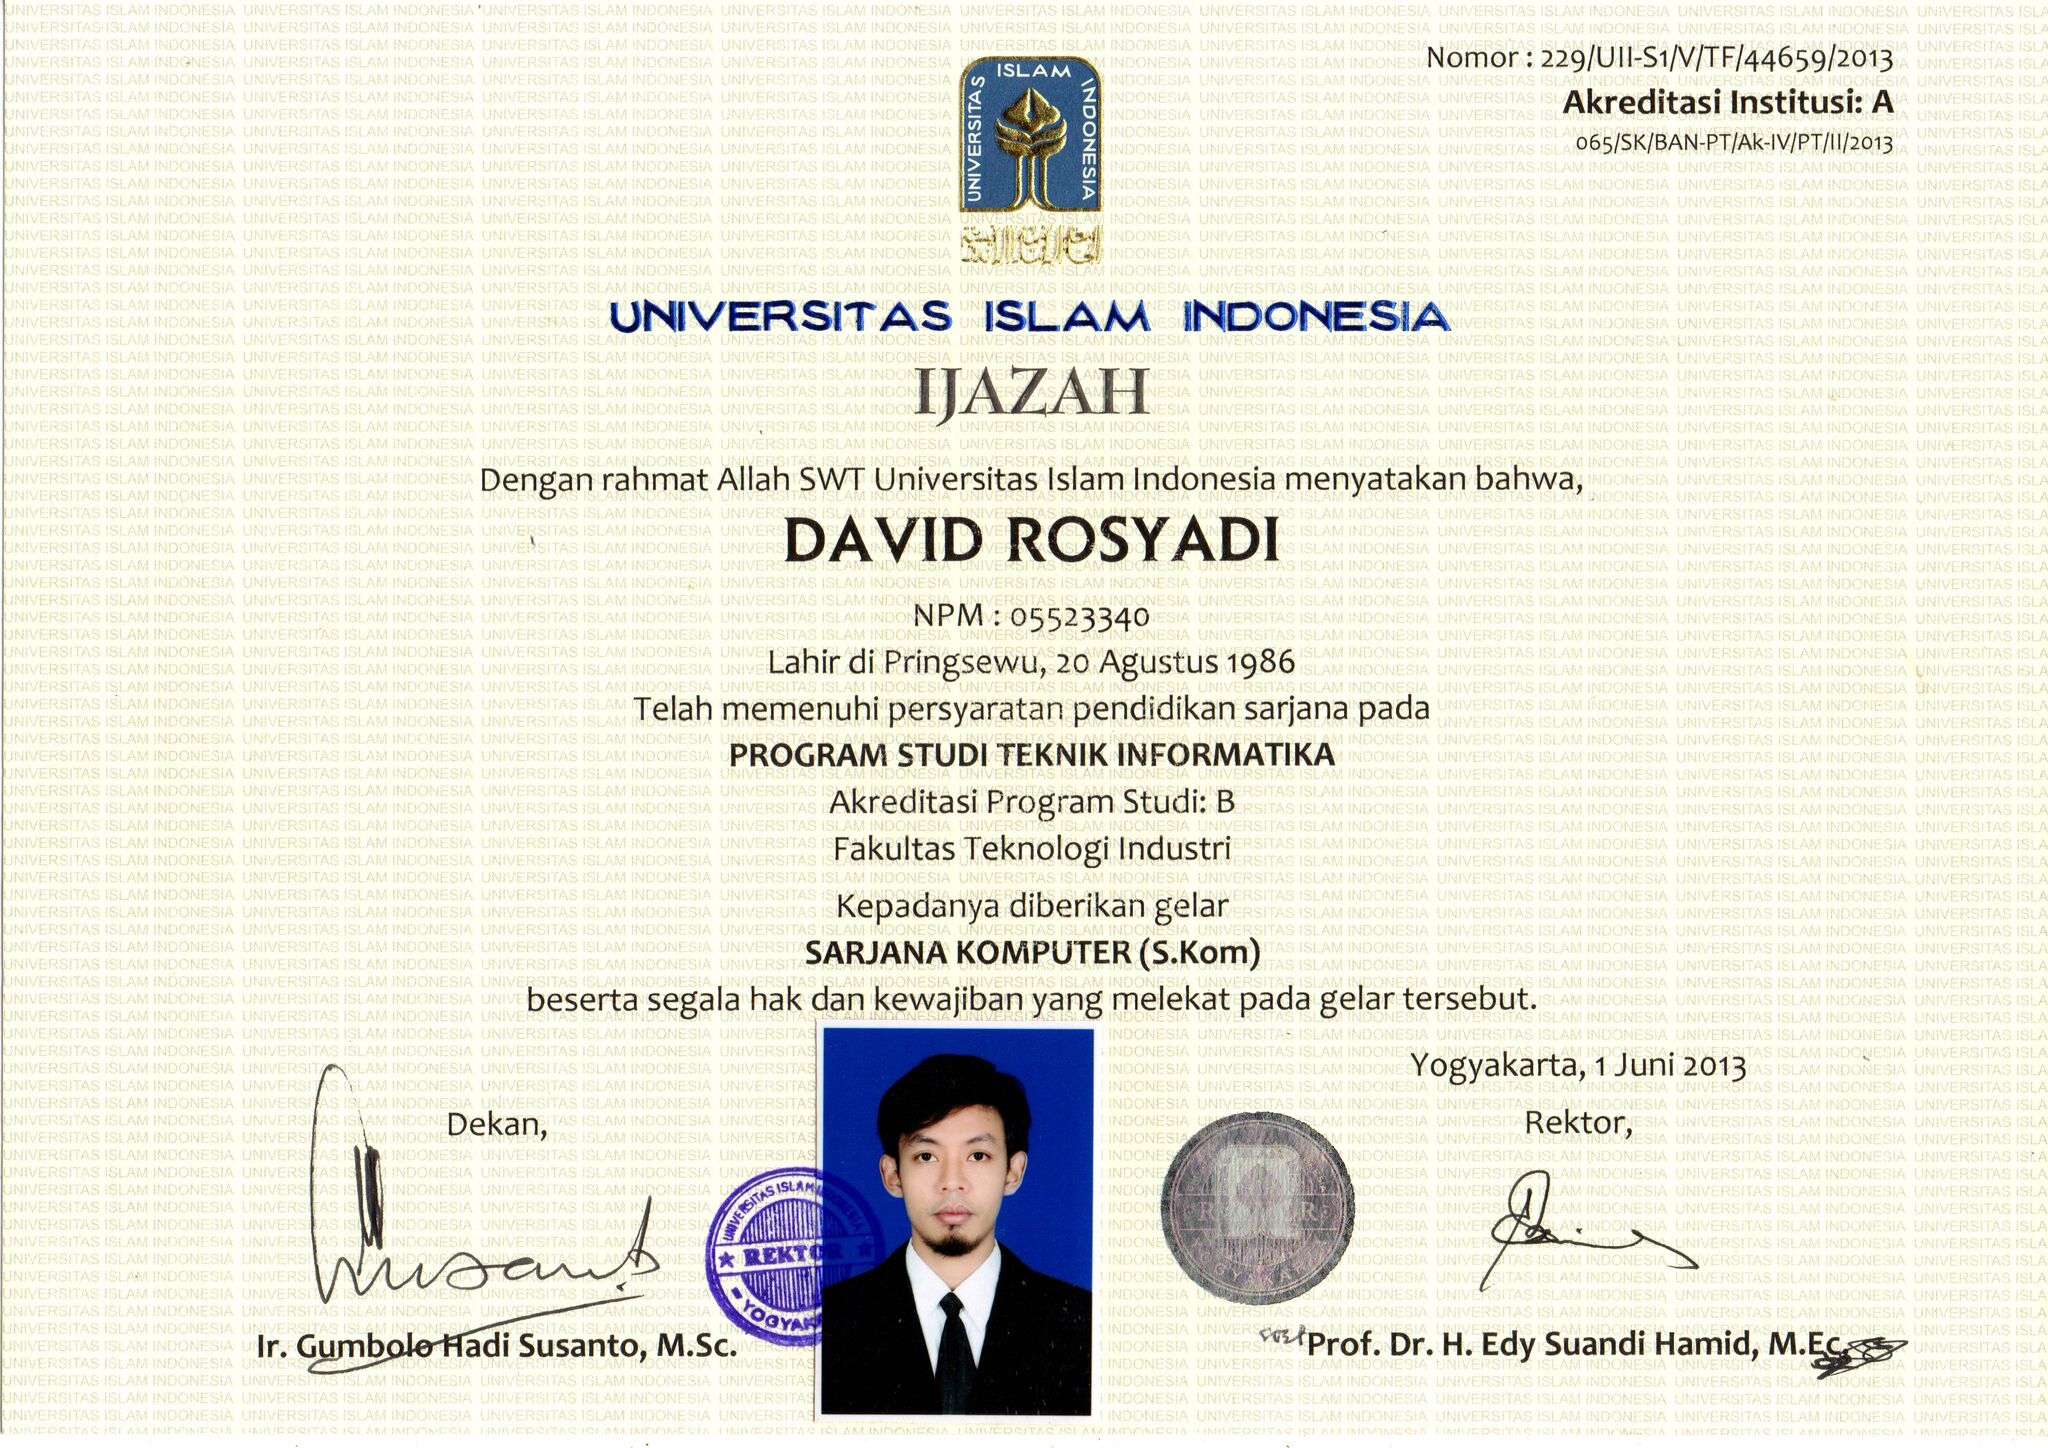 Nomor : 229/UII-S1/V/TF/44659/2013
Akreditasi Institusi: A
065/SK/BAN-PT/Ak-IV/PT/II/2013
UNIVERSITAS ISLAM INDONESIA
UNIVERSITAS ISLAM INDONESIA
IJAZAH
Dengan rahmat Allah SWT Universitas Islam Indonesia menyatakan bahwa,
DAVID ROSYADI
NPM : 05523340
Lahir di Pringsewu, 20 Agustus 1986
Telah memenuhi persyaratan pendidikan sarjana pada
PROGRAM STUDI TEKNIK INFORMATIKA
Akreditasi Program Studi: B
Fakultas Teknologi Industri
Kepadanya diberikan gelar
SARJANA KOMPUTER (S.Kom)
beserta segala hak dan kewajiban yang melekat pada gelar tersebut.
Yogyakarta, 1 Juni 2013
Dekan,
Rektor,
UNIVERSITAS ISLAM INDONESIA
REKTOR
Ir. Gumbolo Hadi Susanto, M.Sc.
Prof. Dr. H. Edy Suandi Hamid, M.Ec.